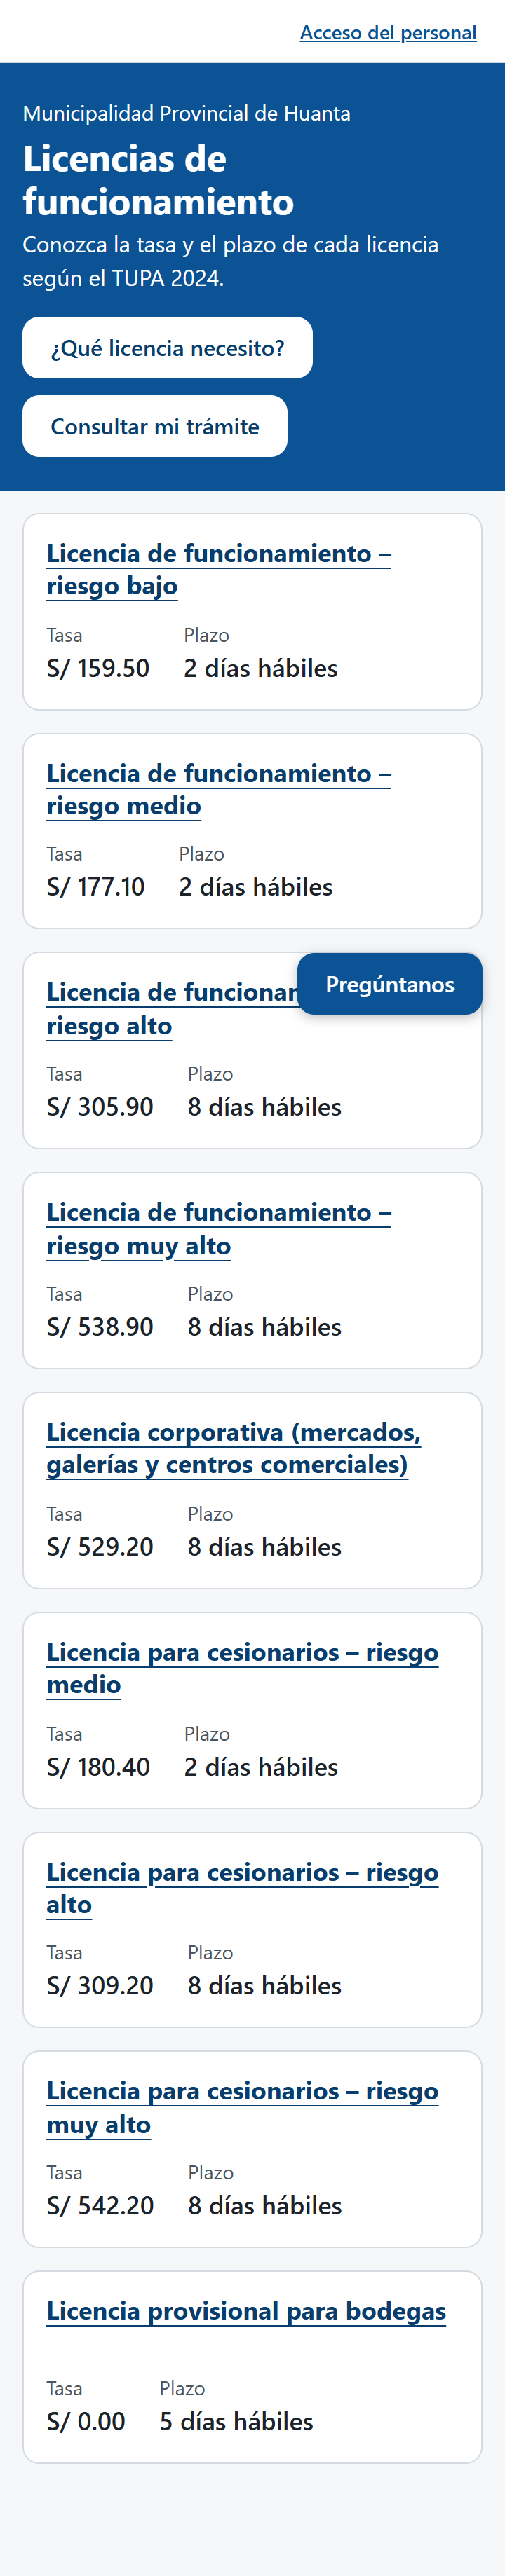 Acceso del personal
Municipalidad Provincial de Huanta
Licencias de
funcionamiento
Conozca la tasa y el plazo de cada licencia
según el TUPA 2024.
¿Qué licencia necesito?
Consultar mi trámite
Licencia de funcionamiento –
riesgo bajo
Tasa Plazo
S/ 159.50 2 días hábiles
Licencia de funcionamiento –
riesgo medio
Tasa Plazo
S/ 177.10 2 días hábiles
Pregúntanos
Licencia de
riesgo alto
Tasa Plazo
S/ 305.90 8 días hábiles
Licencia de funcionamiento –
riesgo muy alto
Tasa Plazo
S/ 538.90 8 días hábiles
Licencia corporativa (mercados,
galerías y centros comerciales)
Tasa Plazo
S/ 529.20 8 días hábiles
Licencia para cesionarios – riesgo
medio
Tasa Plazo
S/ 180.40 2 días hábiles
Licencia para cesionarios – riesgo
alto
Tasa Plazo
S/ 309.20 8 días hábiles
Licencia para cesionarios – riesgo
muy alto
Tasa Plazo
S/ 542.20 8 días hábiles
Licencia provisional para bodegas
Tasa Plazo
S/ 0.00 5 días hábiles